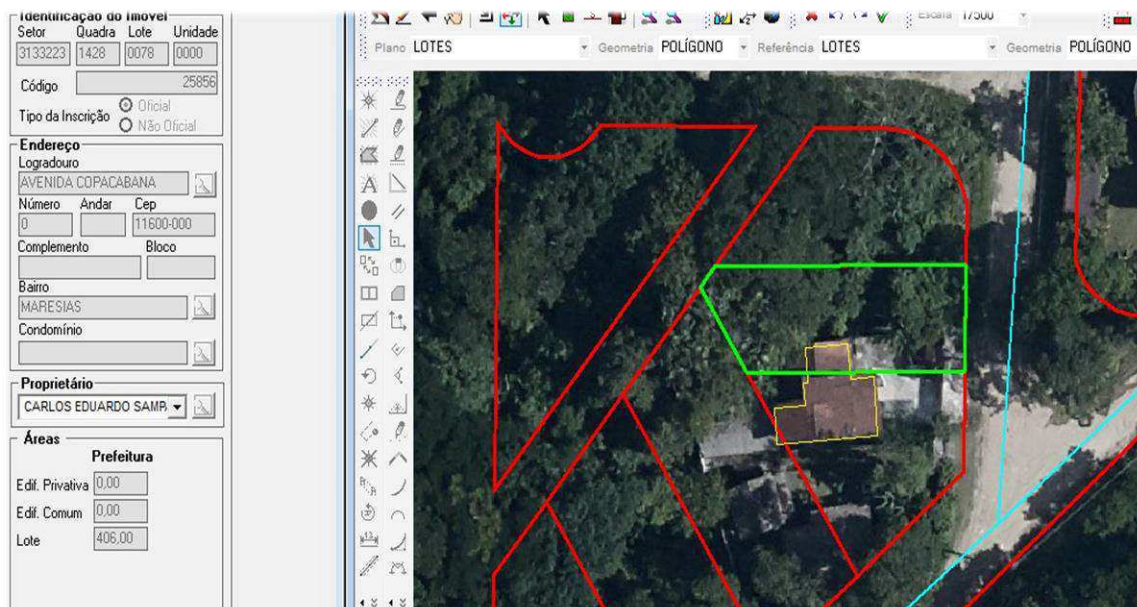 Identificação do Imóvel
Setor Quadra Lote Unidade
3133223 1428 0078 0000
Código 25856
Tipo da Inscrição Oficial
Não Oficial
Endereço
Logradouro
AVENIDA COPACABANA
Número Andar Cep
0 11600-000
Complemento Bloco
Bairro
MARESIAS
Condomínio
Proprietário
CARLOS EDUARDO SAMP
Áreas
Prefeitura
Edif. Privativa 0,00
Edif. Comum 0,00
Lote 406,00
Escala 1/500
Plano LOTES Geometria POLÍGONO Referência LOTES Geometria POLÍGONO